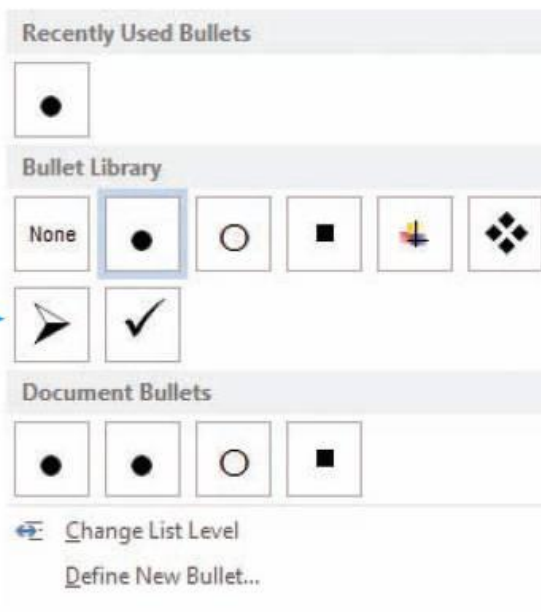 Recently Used Bullets
Bullet Library
None
Document Bullets
Change List Level
Define New Bullet...